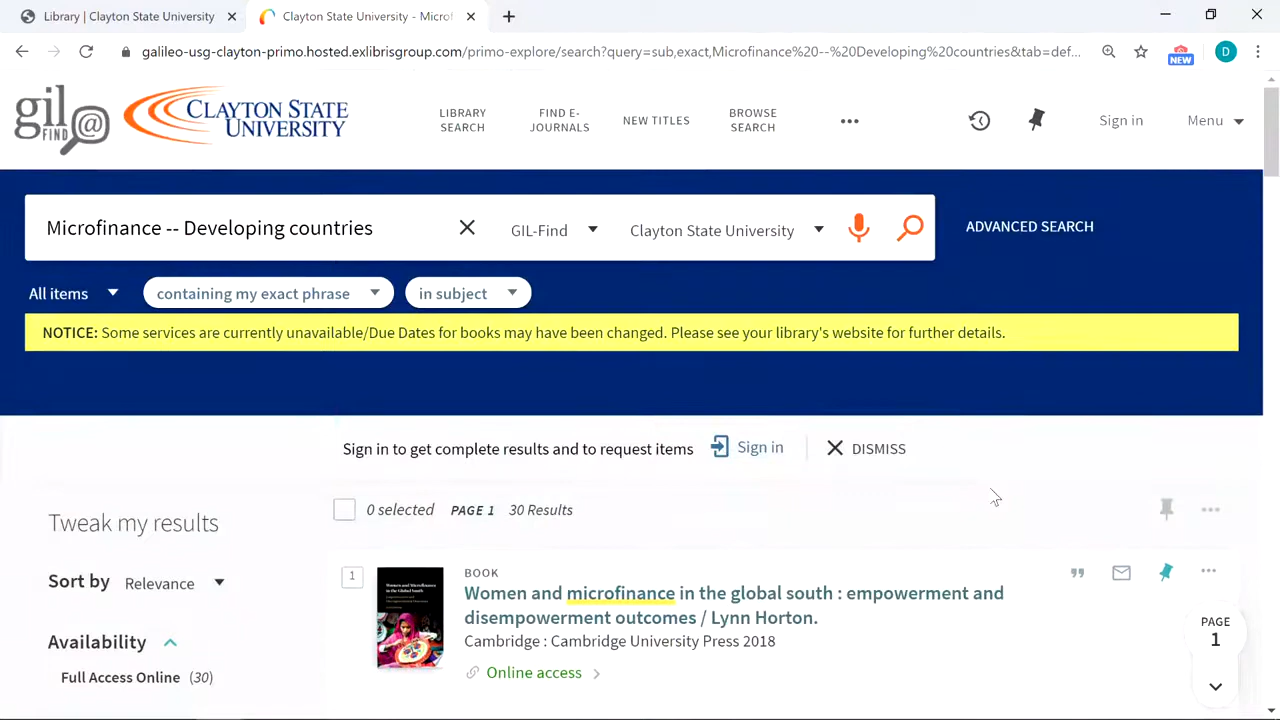 Library | Clayton State University
Clayton State University - Microf
galileo-usg-clayton-primo.hosted.exlibrisgroup.com/primo-explore/search?query=sub,exact,Microfinance%20--%20Developing%20countries&tab=def...
NEW
D
gil
FIND
@
CLAYTON STATE
UNIVERSITY
LIBRARY
SEARCH
FIND E-
JOURNALS
NEW TITLES
BROWSE
SEARCH
Sign in
Menu
Microfinance -- Developing countries
GIL-Find
Clayton State University
ADVANCED SEARCH
All items
containing my exact phrase
in subject
NOTICE: Some services are currently unavailable/Due Dates for books may have been changed. Please see your library's website for further details.
Sign in to get complete results and to request items
Sign in
DISMISS
Tweak my results
0 selected
PAGE 1
30 Results
Sort by
Relevance
Availability
Full Access Online (30)
1
BOOK
Women and microfinance in the global south : empowerment and
disempowerment outcomes / Lynn Horton.
Cambridge : Cambridge University Press 2018
Online access
PAGE
1